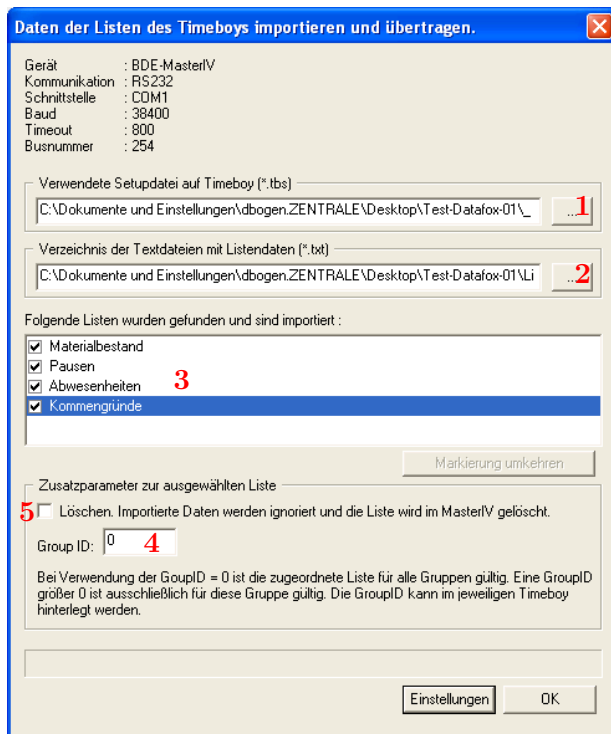 Daten der Listen des Timeboys importieren und übertragen.
Gerät : BDE-MasterIV
Kommunikation : RS232
Schnittstelle : COM1
Baud : 38400
Timeout : 800
Busnummer : 254
Verwendete Setupdatei auf Timeboy (*.tbs)
C:\Dokumente und Einstellungen\dbogen.ZENTRALE\Desktop\Test-Datafox-01\_ ... 1
Verzeichnis der Textdateien mit Listendaten (*.txt)
C:\Dokumente und Einstellungen\dbogen.ZENTRALE\Desktop\Test-Datafox-01\Li ... 2
Folgende Listen wurden gefunden und sind importiert :
Materialbestand
Pausen
Abwesenheiten 3
Kommengründe
Markierung umkehren
Zusatzparameter zur ausgewählten Liste
5 Löschen. Importierte Daten werden ignoriert und die Liste wird im MasterIV gelöscht.
Group ID: 0 4
Bei Verwendung der GoupID = 0 ist die zugeordnete Liste für alle Gruppen gültig. Eine GroupID
größer 0 ist ausschließlich für diese Gruppe gültig. Die GroupID kann im jeweiligen Timeboy
hinterlegt werden.
Einstellungen OK